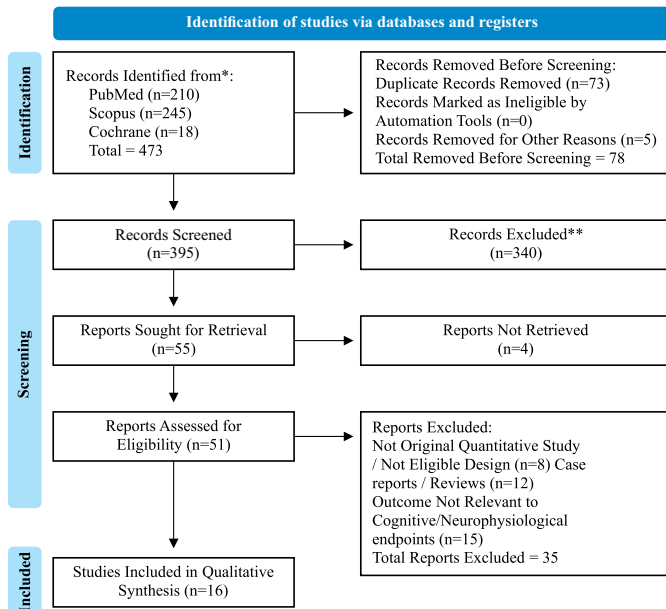 Identification of studies via databases and registers
Identification
Records Identified from*:
PubMed (n=210)
Scopus (n=245)
Cochrane (n=18)
Total = 473
Records Removed Before Screening:
Duplicate Records Removed (n=73)
Records Marked as Ineligible by
Automation Tools
(n=0)
Records Removed for Other Reasons (n=5)
Total Removed Before Screening = 78
Screening
Records Screened
(n=395)
Records Excluded**
(n=340)
Reports Sought for Retrieval
(n=55)
Reports Not Retrieved
(n=4)
Reports Assessed for
Eligibility (n=51)
Reports Excluded:
Not Original Quantitative Study
/ Not Eligible Design (n=8) Case
reports / Reviews (n=12)
Outcome Not Relevant to
Cognitive/Neurophysiological
endpoints (n=15)
Total Reports Excluded = 35
Included
Studies Included in Qualitative
Synthesis (n=16)